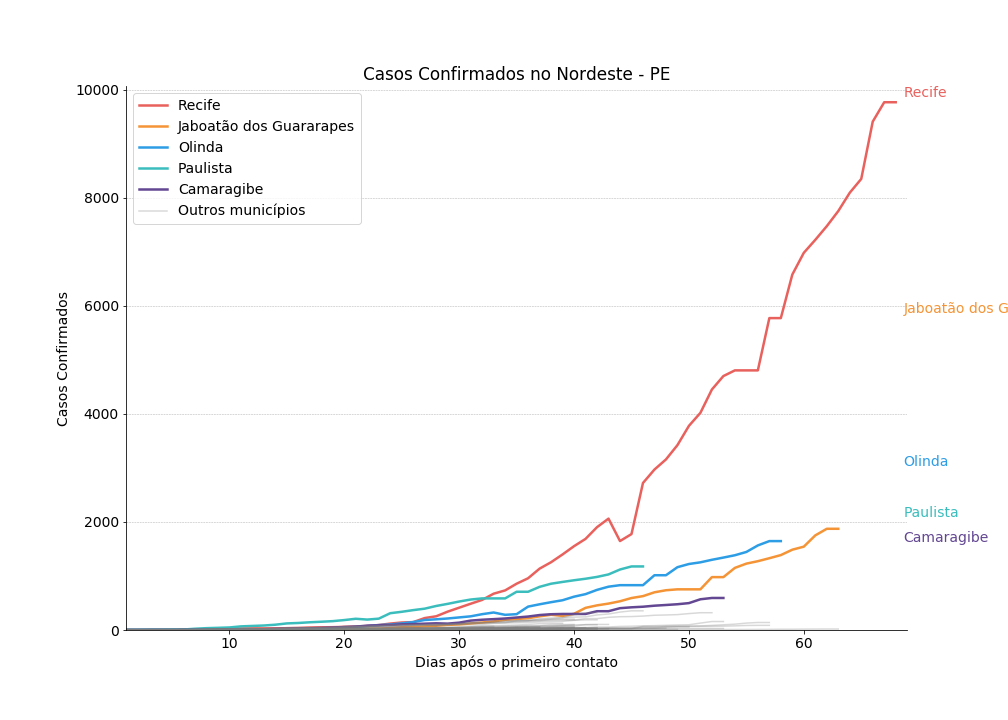 Casos Confirmados no Nordeste - PE
10000
8000
6000
4000
2000
0
Casos Confirmados
Recife
Jaboatão dos Guararapes
Olinda
Paulista
Camaragibe
Outros municípios
Recife
Jaboatão dos G
Olinda
Paulista
Camaragibe
10 20 30 40 50 60
Dias após o primeiro contato